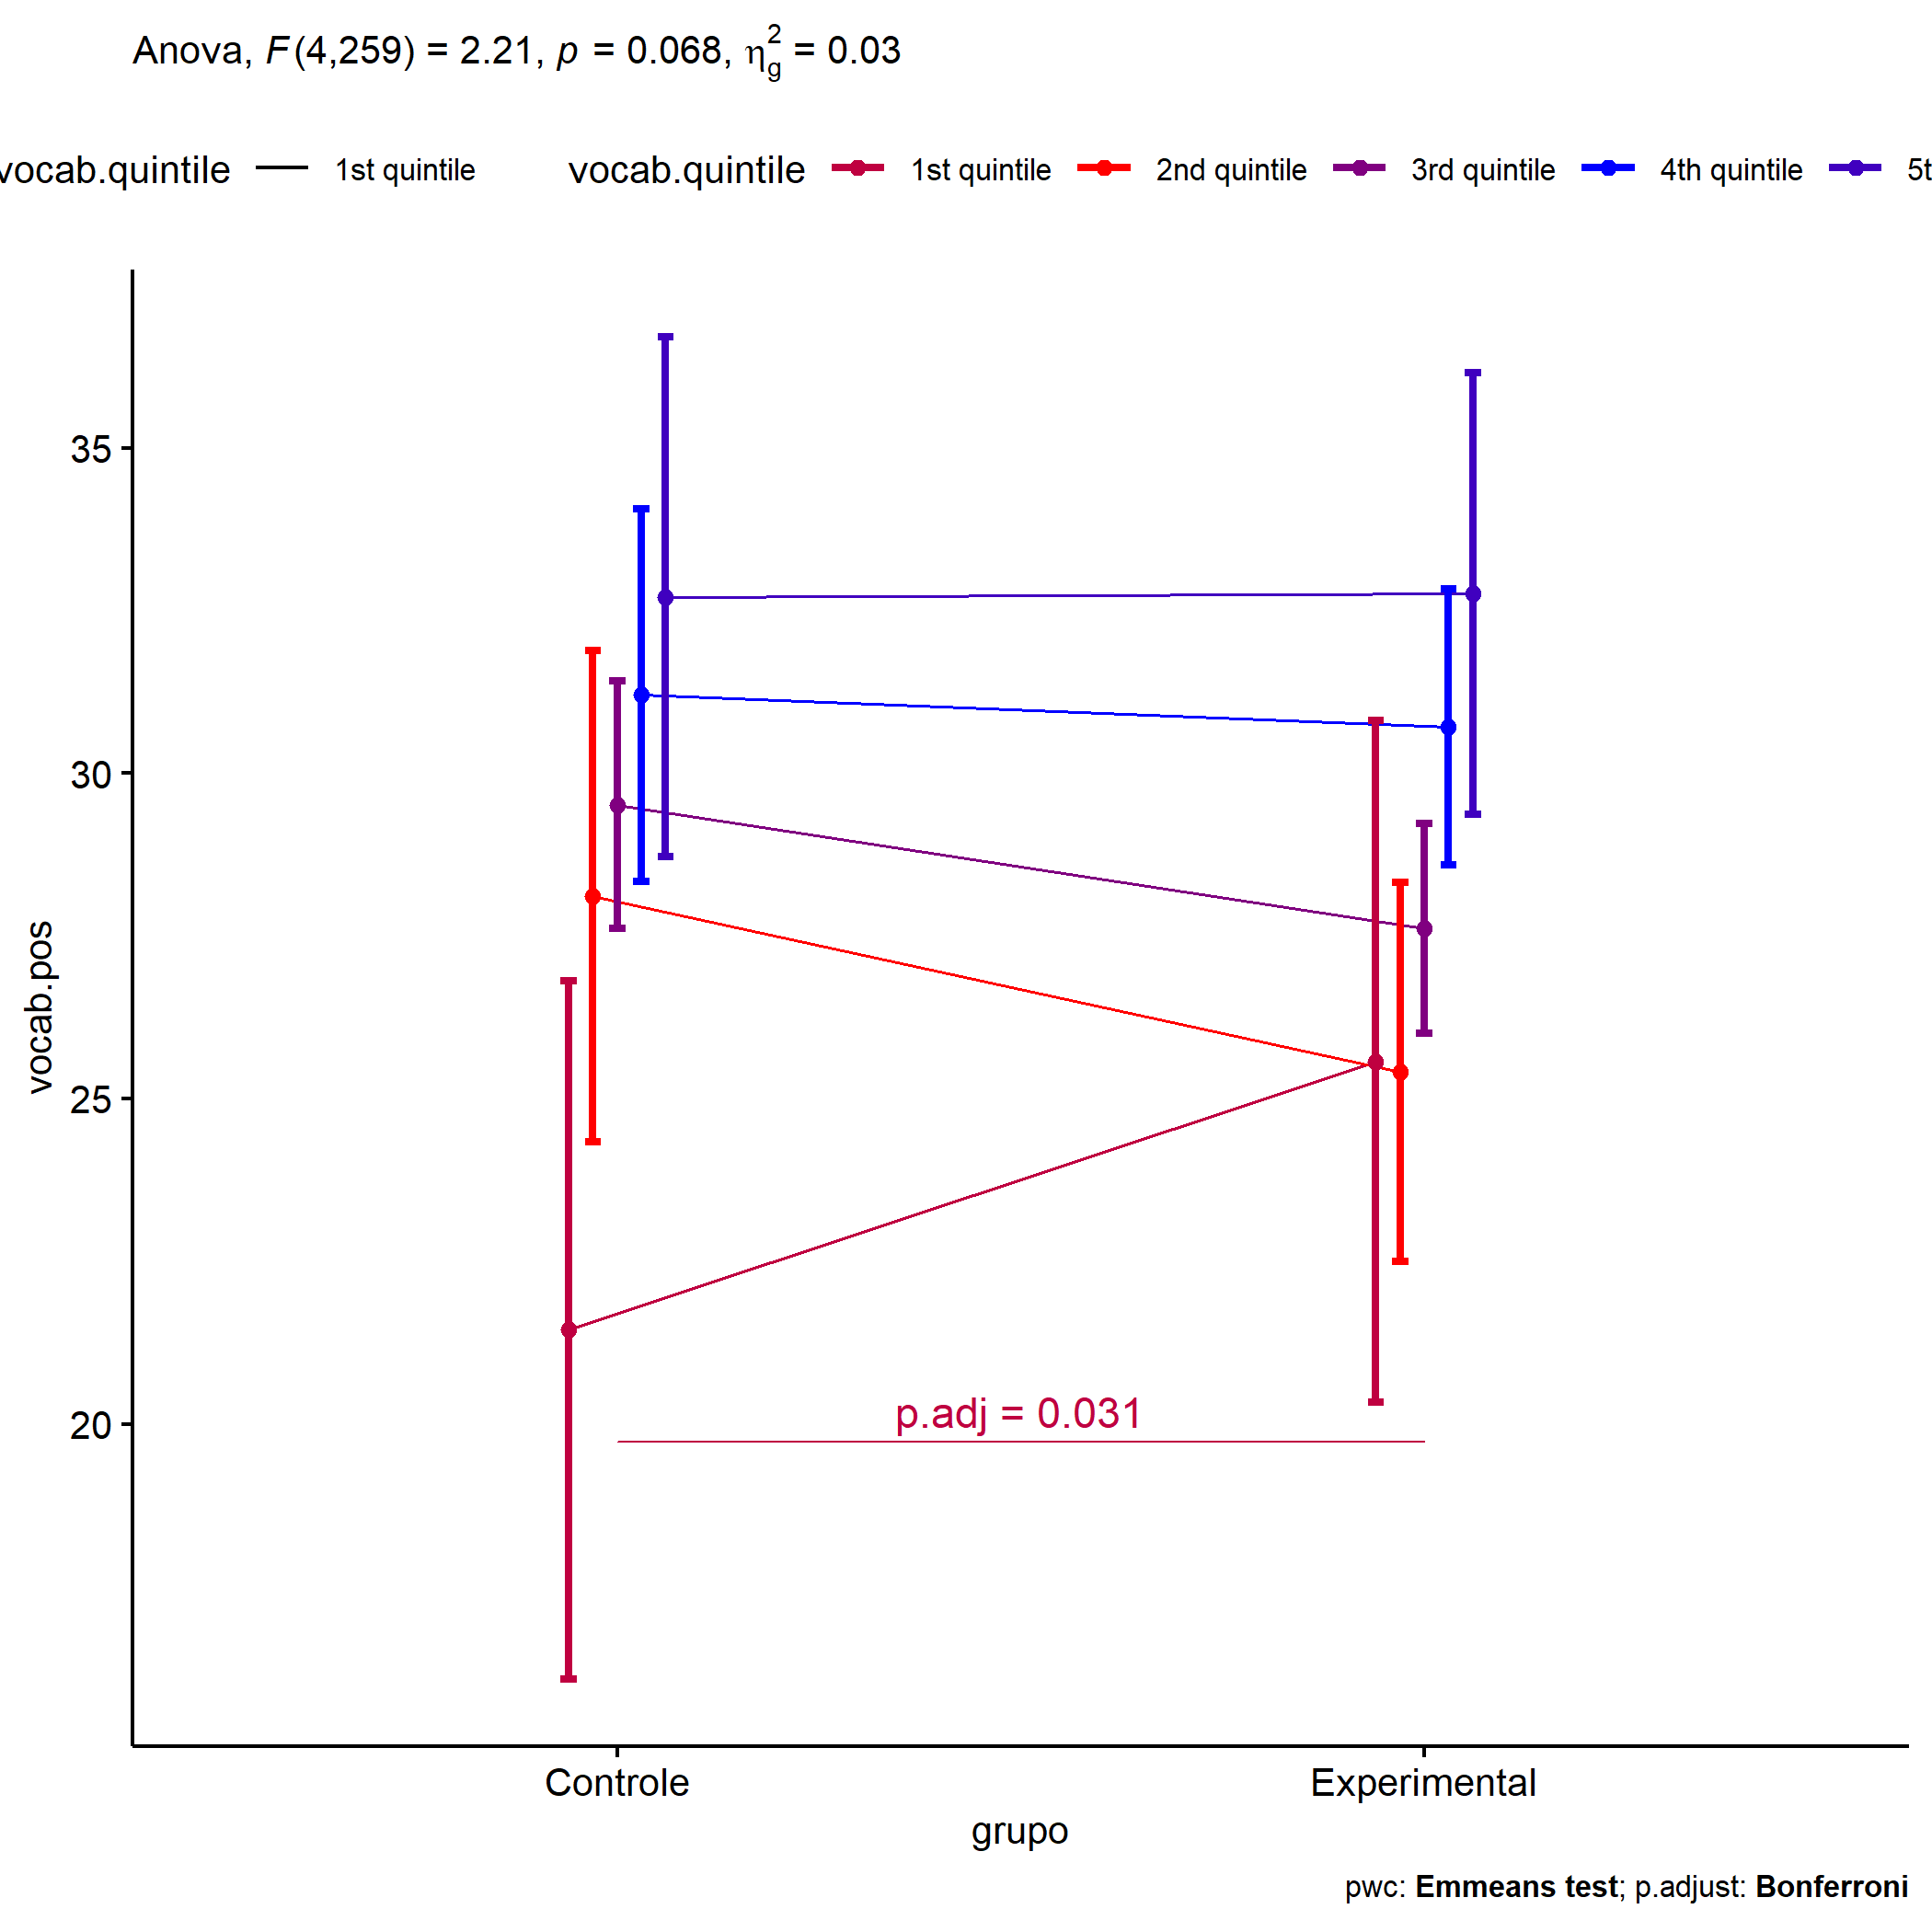 Anova, F(4,259) = 2.21, p = 0.068, η²g = 0.03
vocab.quintile 1st quintile vocab.quintile 1st quintile 2nd quintile 3rd quintile 4th quintile 5t
35
30
25
20
vocab.pos
p.adj = 0.031
Controle Experimental
grupo
pwc: Emmeans test; p.adjust: Bonferroni